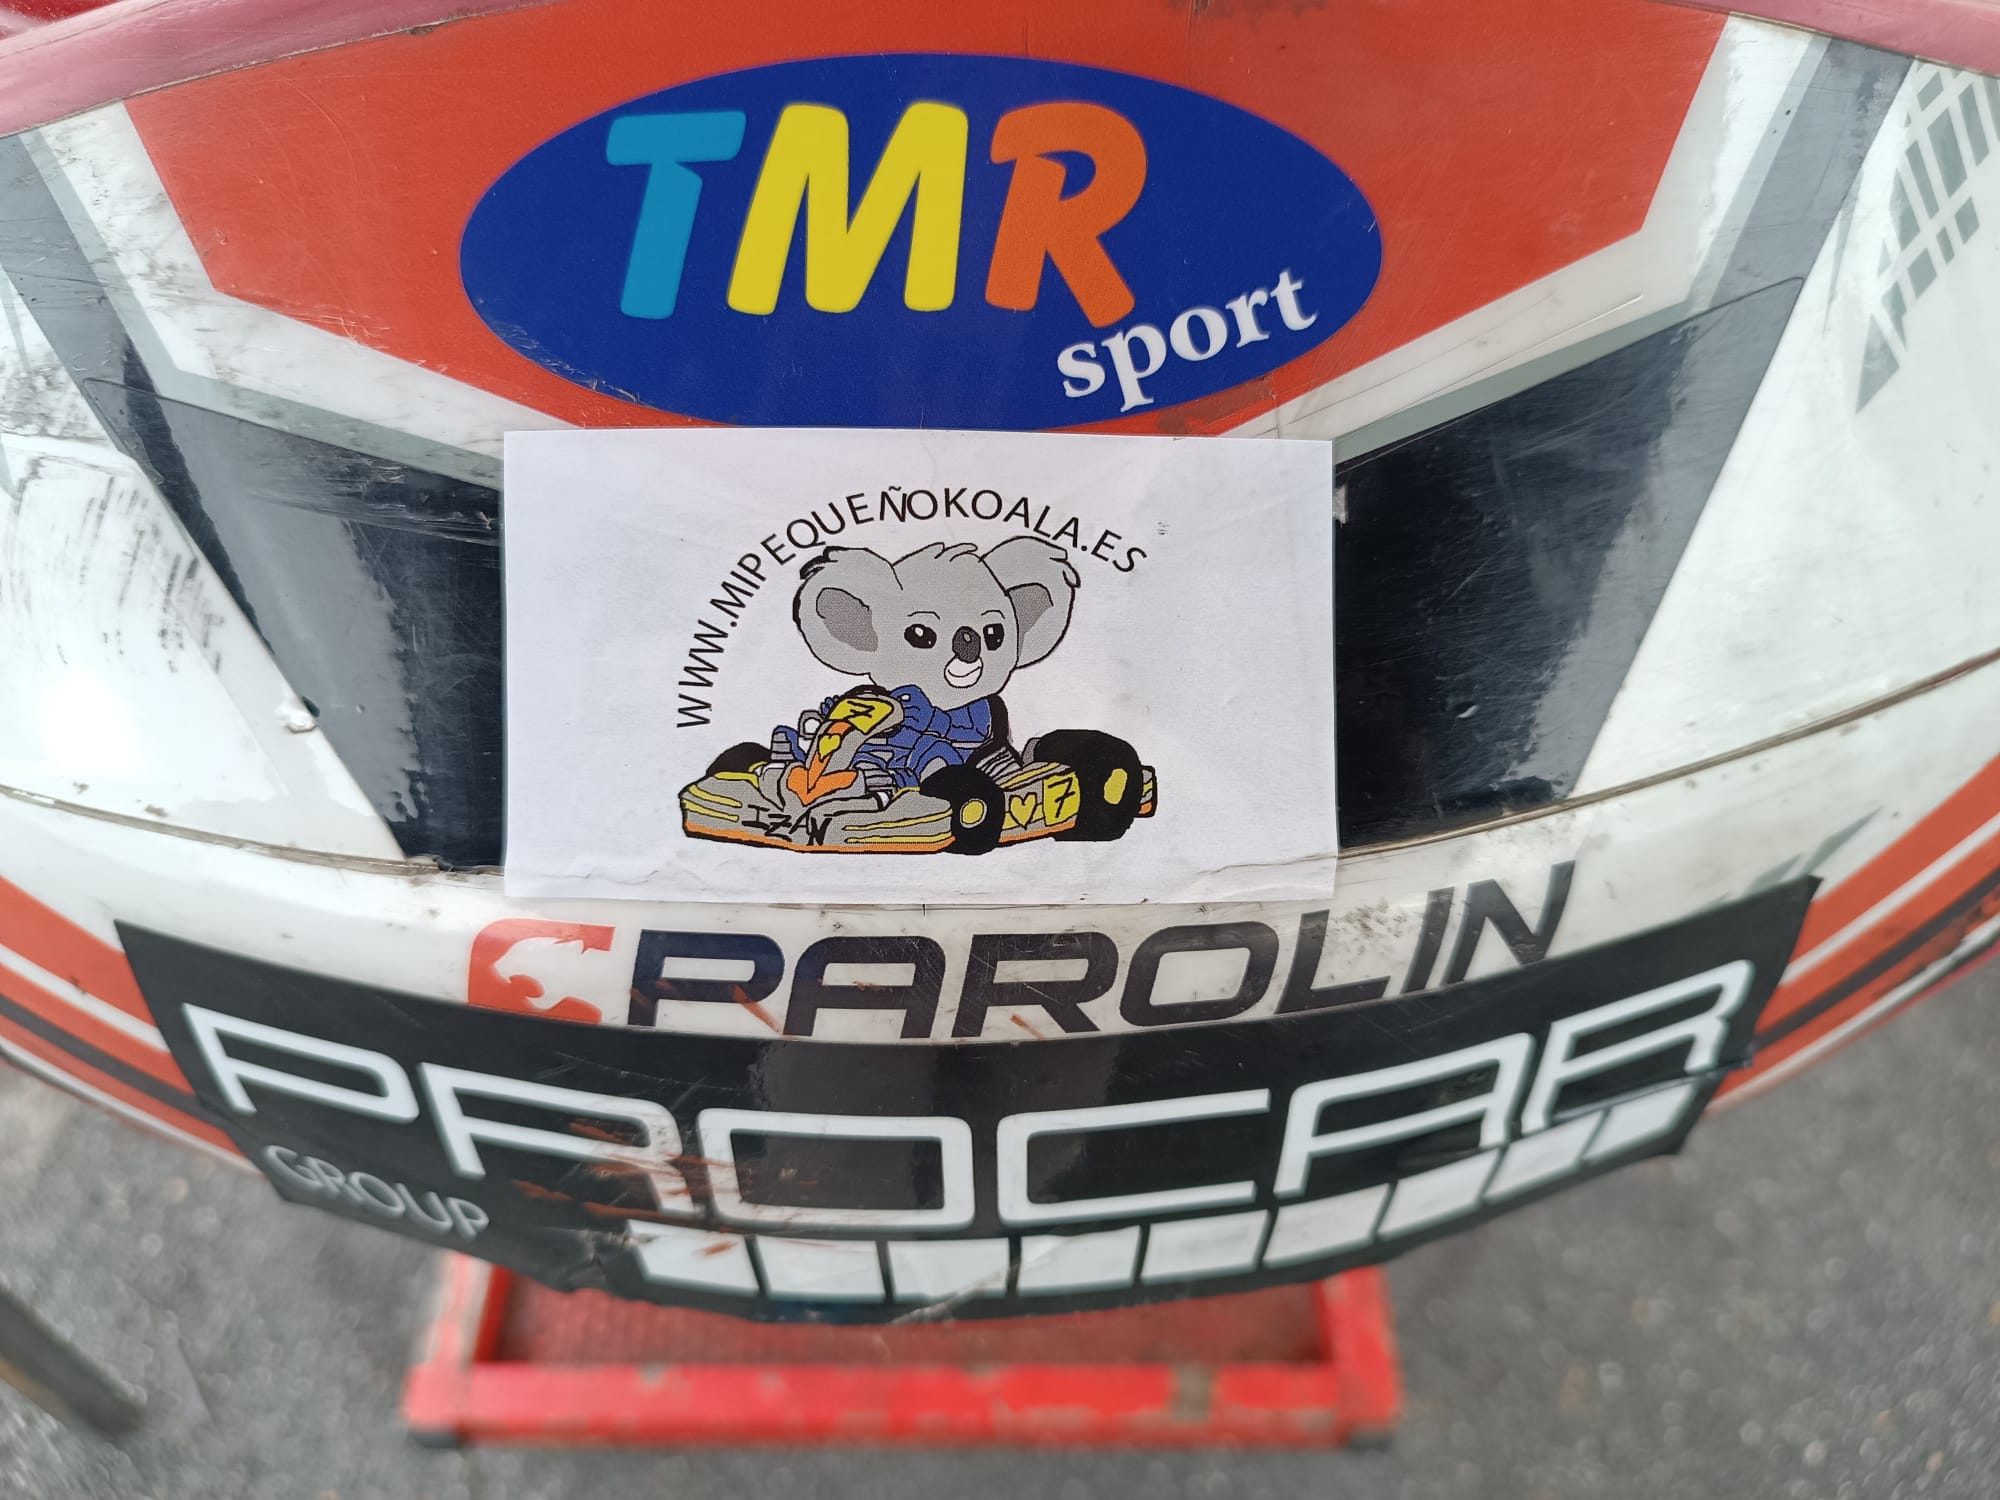 TMR
sport
WWW.MIPEQUEÑOKOALA.ES
7
7
IZAN
PAROLIN
PROCAR
GROUP